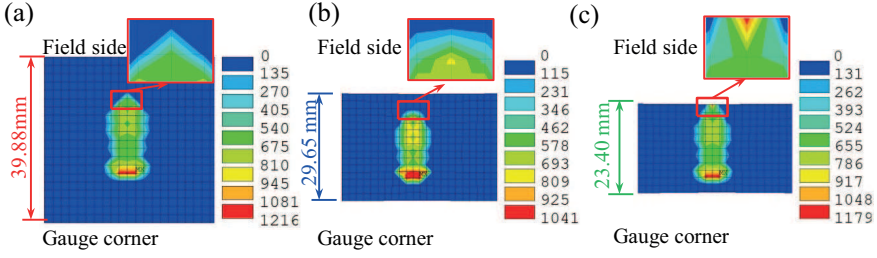 (a)
Field side
39.88mm
Gauge corner
0
135
270
405
540
675
810
945
1081
1216
(b)
Field side
29.65 mm
Gauge corner
0
115
231
346
462
578
693
809
925
1041
(c)
Field side
23.40 mm
Gauge corner
0
131
262
393
524
655
786
917
1048
1179